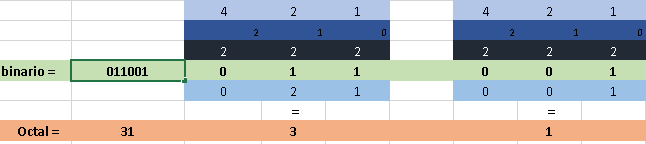 4 2 1 4 2 1
2 1 0 2 1 0
2 2 2 2 2 2
binario = 011001 0 1 1 0 0 1
0 2 1 0 0 1
= =
Octal = 31 3 1